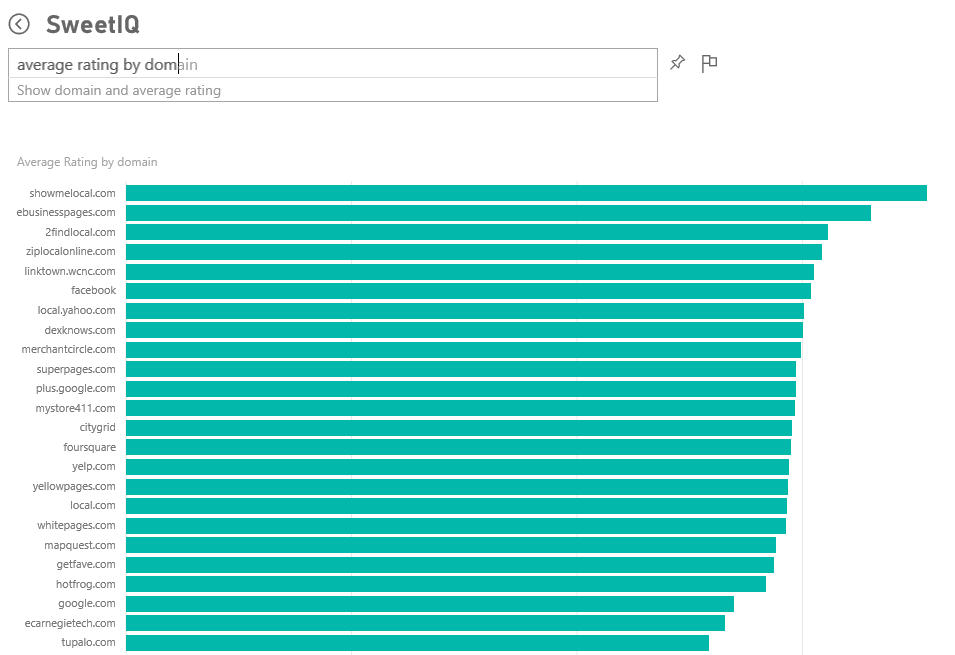 SweetIQ
average rating by domain
Show domain and average rating
Average Rating by domain
showmelocal.com
ebusinesspages.com
2findlocal.com
ziplocalonline.com
linktown.wcnc.com
facebook
local.yahoo.com
dexknows.com
merchantcircle.com
superpages.com
plus.google.com
mystore411.com
citygrid
foursquare
yelp.com
yellowpages.com
local.com
whitepages.com
mapquest.com
getfave.com
hotfrog.com
google.com
ecarnegietech.com
tupalo.com